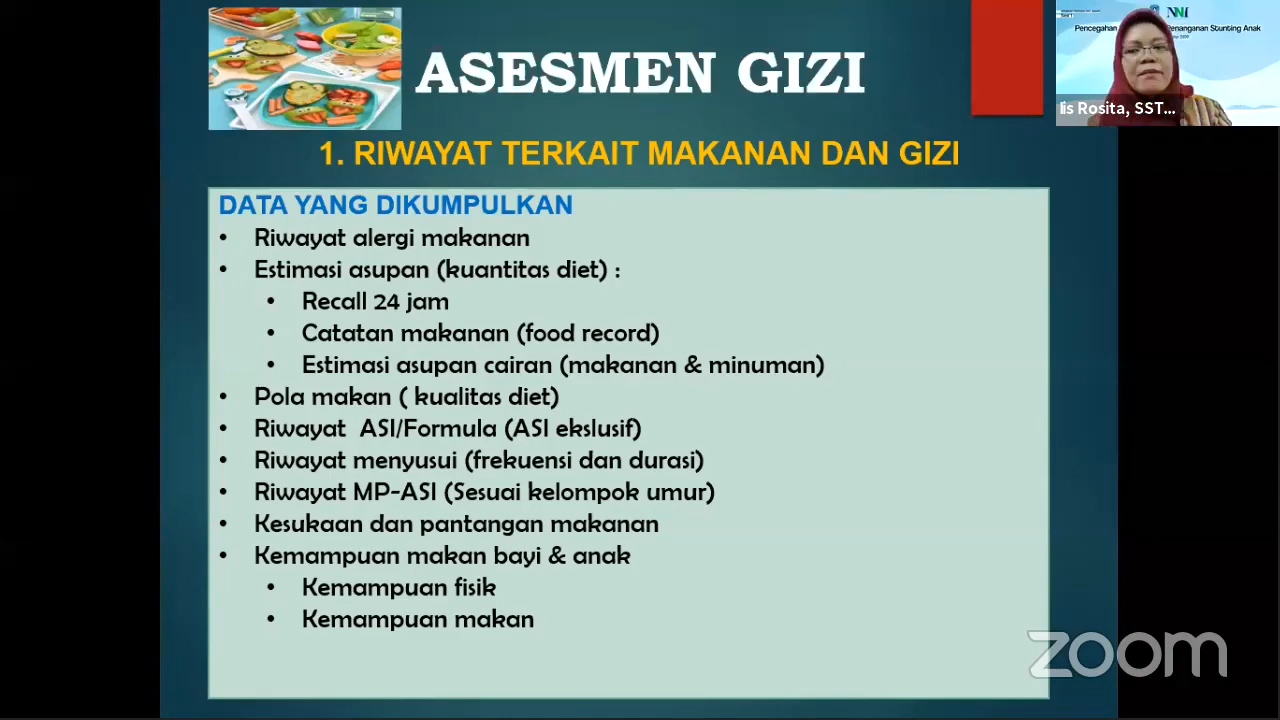 ASESMEN GIZI
1. RIWAYAT TERKAIT MAKANAN DAN GIZI
DATA YANG DIKUMPULKAN
• Riwayat alergi makanan
• Estimasi asupan (kuantitas diet) :
• Recall 24 jam
• Catatan makanan (food record)
• Estimasi asupan cairan (makanan & minuman)
• Pola makan ( kualitas diet)
• Riwayat ASI/Formula (ASI ekslusif)
• Riwayat menyusui (frekuensi dan durasi)
• Riwayat MP-ASI (Sesuai kelompok umur)
• Kesukaan dan pantangan makanan
• Kemampuan makan bayi & anak
• Kemampuan fisik
• Kemampuan makan
NNI
Pencegahan Penanganan Stunting Anak
Iis Rosita, SST...
zoom